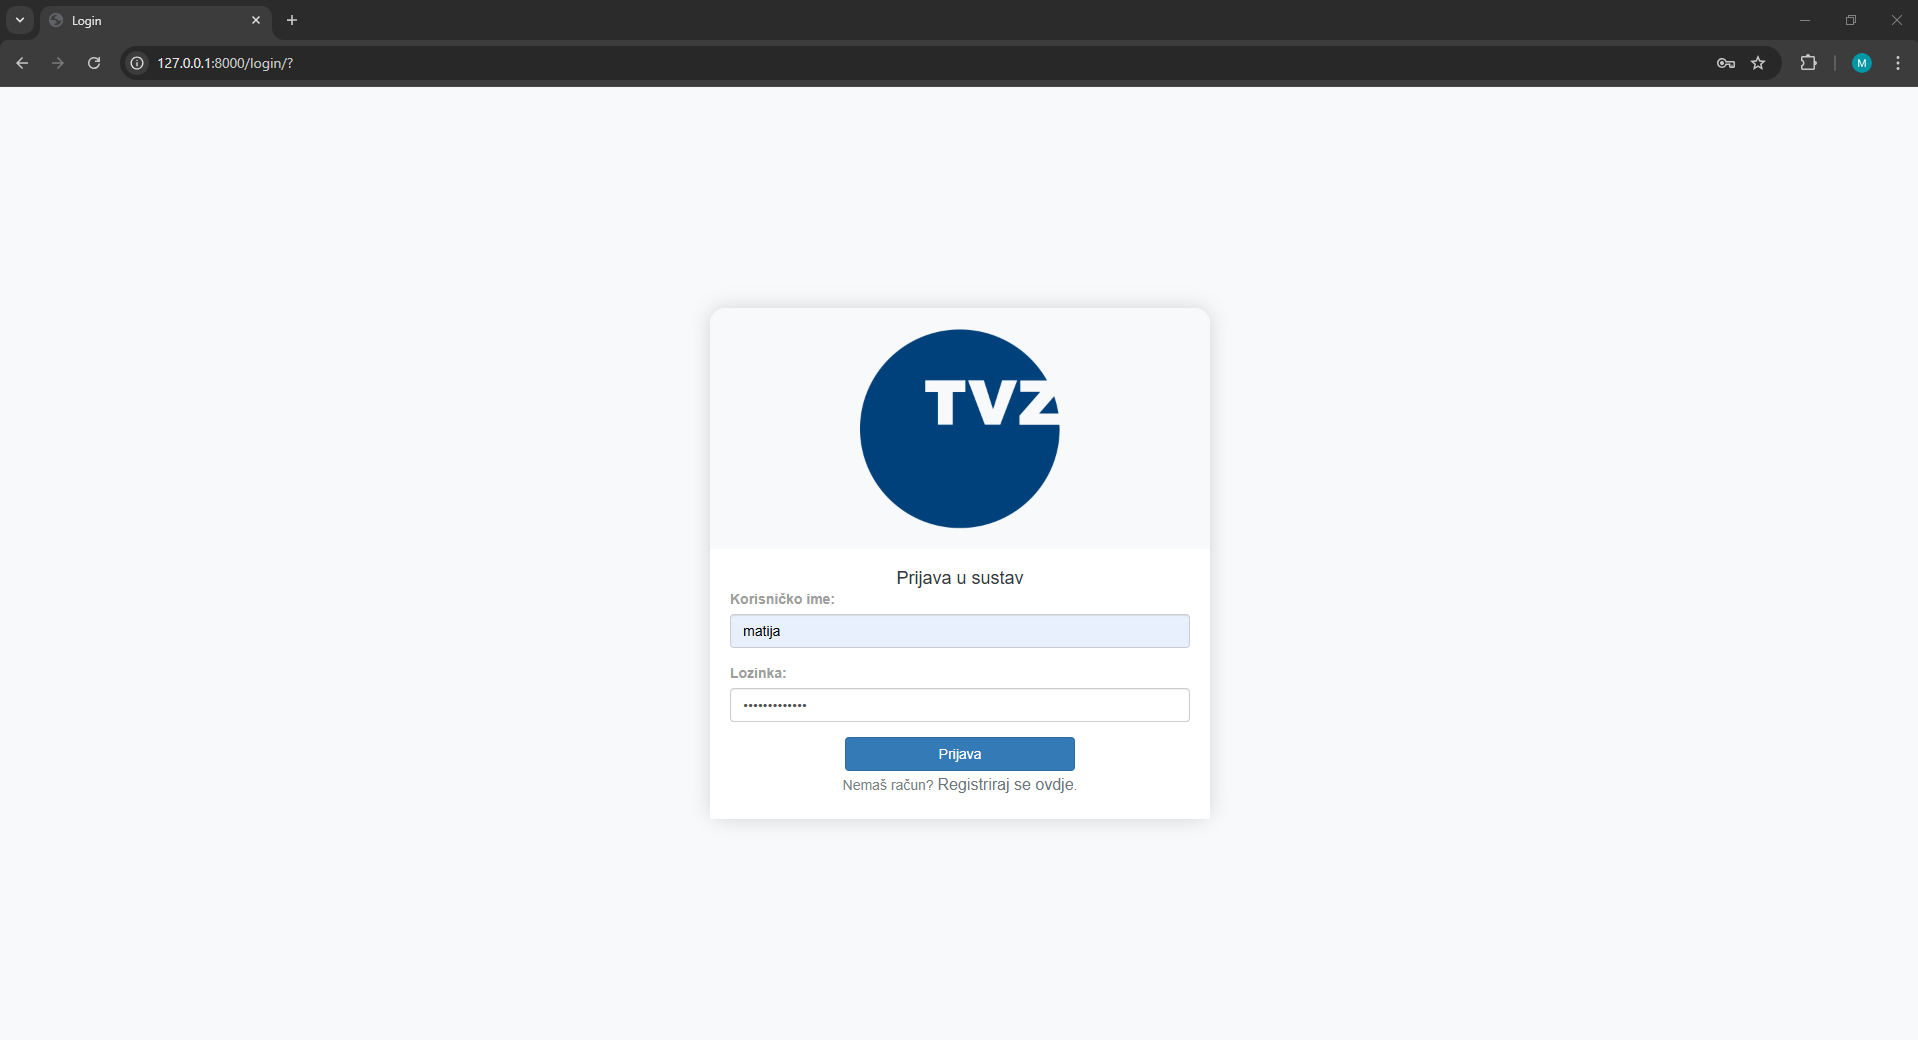 Login
127.0.0.1:8000/login/?
M
TVZ
Prijava u sustav
Korisničko ime:
matija
Lozinka:
•••••••••••••
Prijava
Nemaš račun? Registriraj se ovdje.